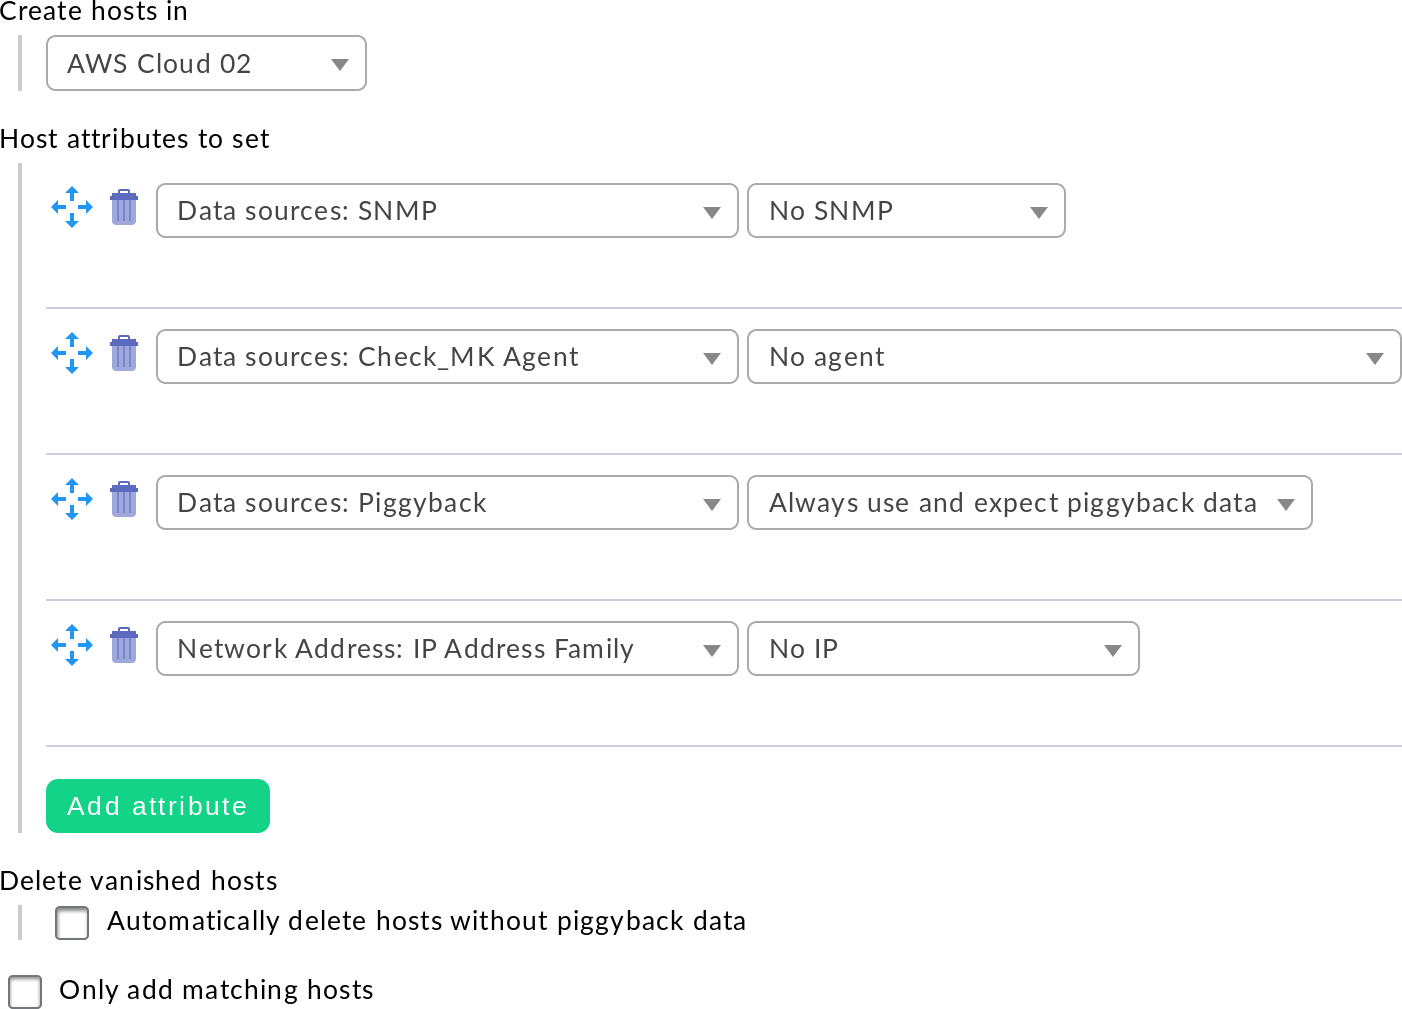 Create hosts in
AWS Cloud 02
Host attributes to set
Data sources: SNMP No SNMP
Data sources: Check_MK Agent No agent
Data sources: Piggyback Always use and expect piggyback data
Network Address: IP Address Family No IP
Add attribute
Delete vanished hosts
Automatically delete hosts without piggyback data
Only add matching hosts